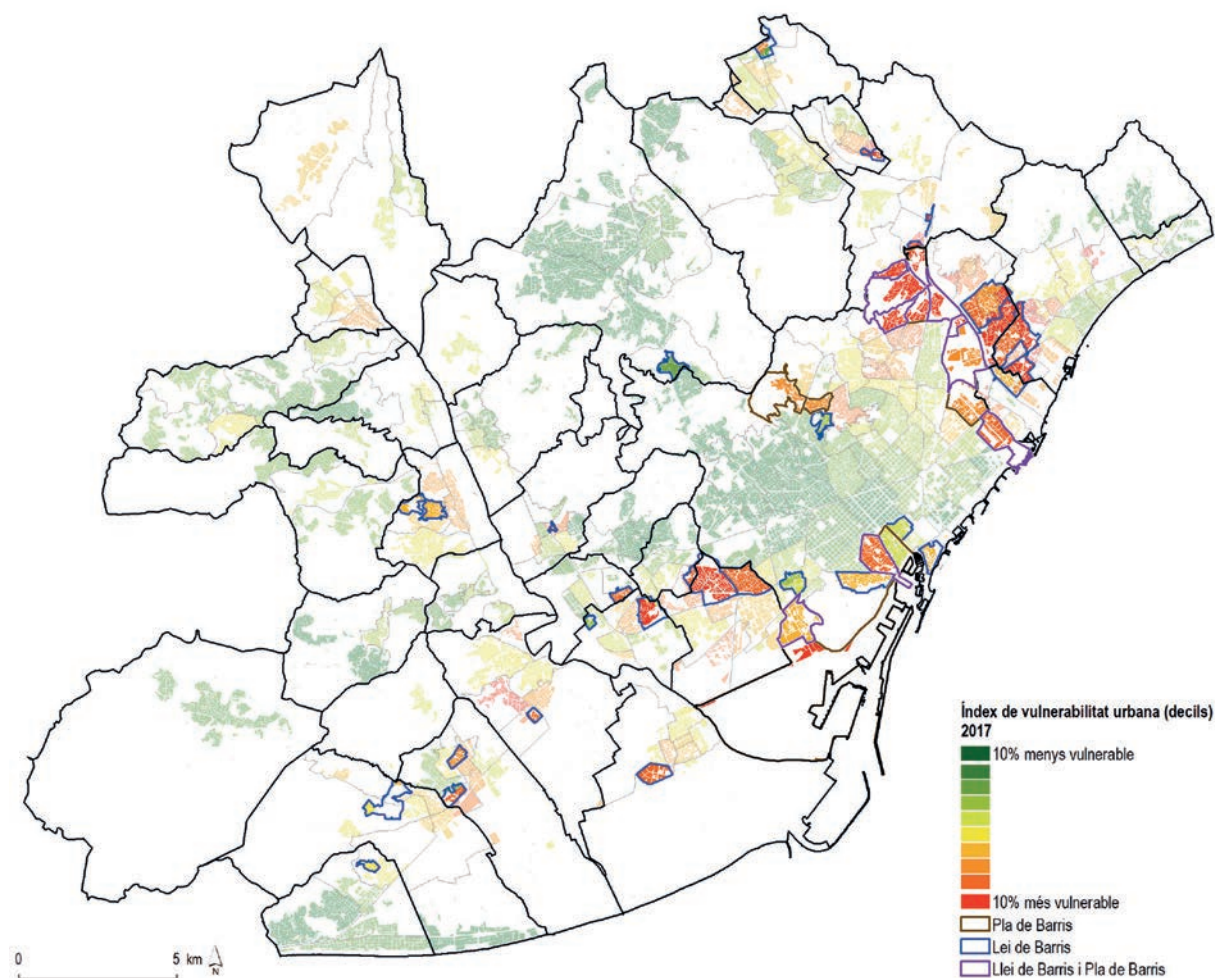 Índex de vulnerabilitat urbana (decils)
2017
10% menys vulnerable
10% més vulnerable
Pla de Barris
Lei de Barris
Llei de Barris i Pla de Barris
0 5 km
N